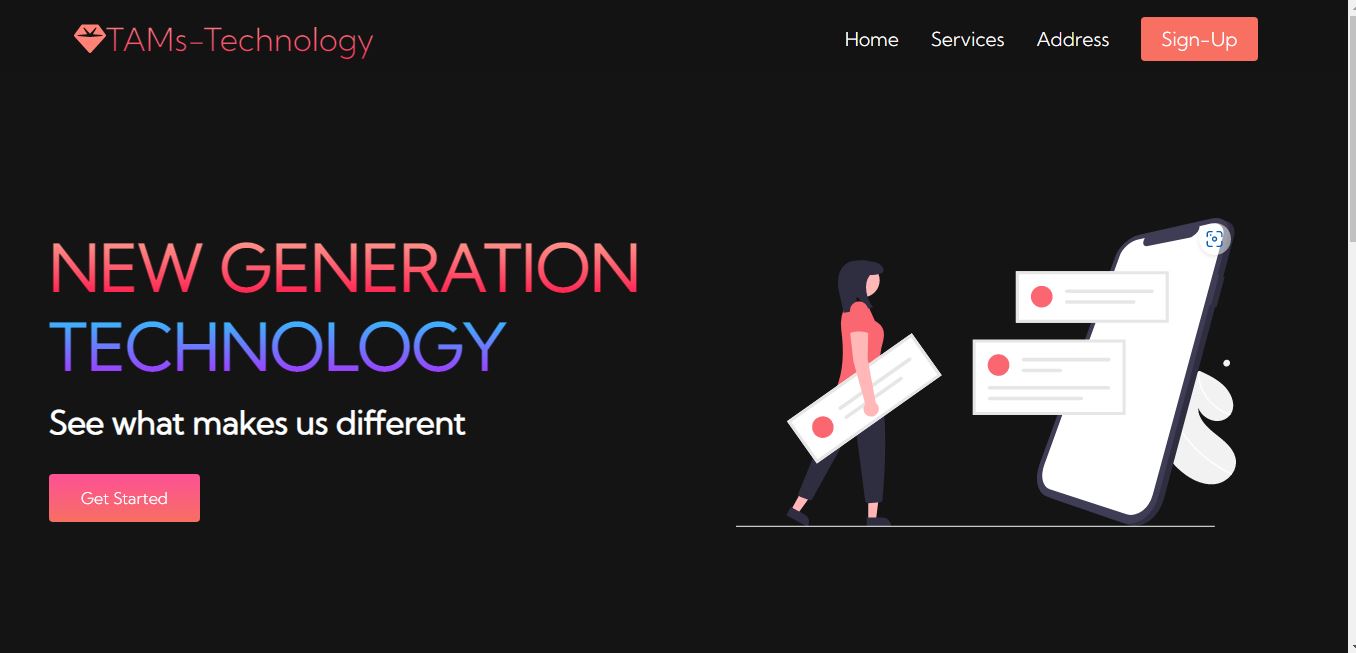 TAMs-Technology
Home Services Address Sign-Up
NEW GENERATION
TECHNOLOGY
See what makes us different
Get Started